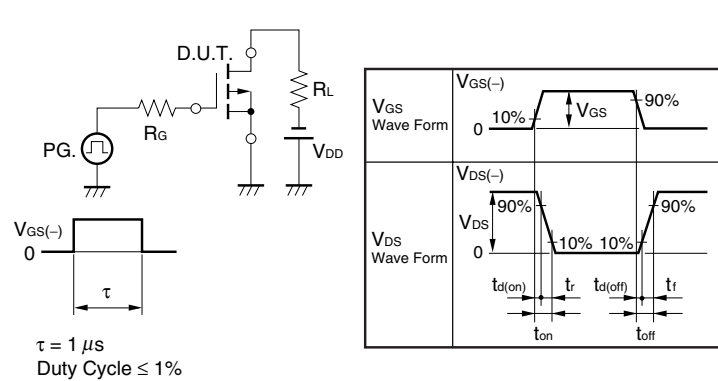 D.U.T.
RL
RG
PG.
VDD
VGS(−)
0
τ
τ = 1 μs
Duty Cycle ≤ 1%
VGS
Wave Form
VGS(−)
10%
0
VGS
90%
VDS
Wave Form
VDS(−)
90%
VDS
0
10% 10%
90%
td(on) tr td(off) tf
ton toff